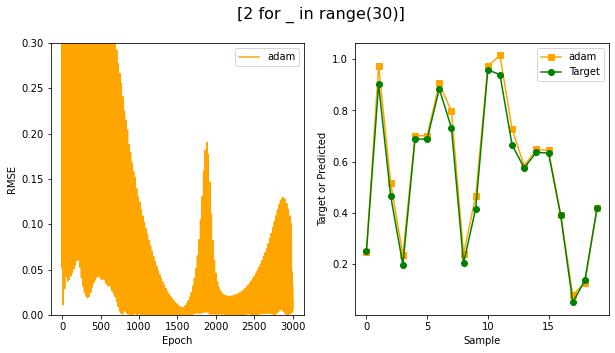 [2 for _ in range(30)]
RMSE
0.30
0.25
0.20
0.15
0.10
0.05
0.00
0 500 1000 1500 2000 2500 3000
Epoch
adam
Target or Predicted
1.0
0.8
0.6
0.4
0.2
0 5 10 15
Sample
adam
Target